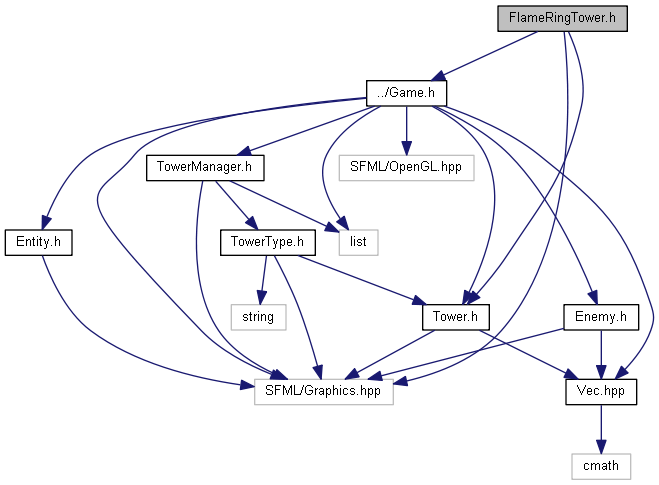 FlameRingTower.h
../Game.h
TowerManager.h
SFML/OpenGL.hpp
Entity.h
TowerType.h
list
string
Tower.h
Enemy.h
SFML/Graphics.hpp
Vec.hpp
cmath